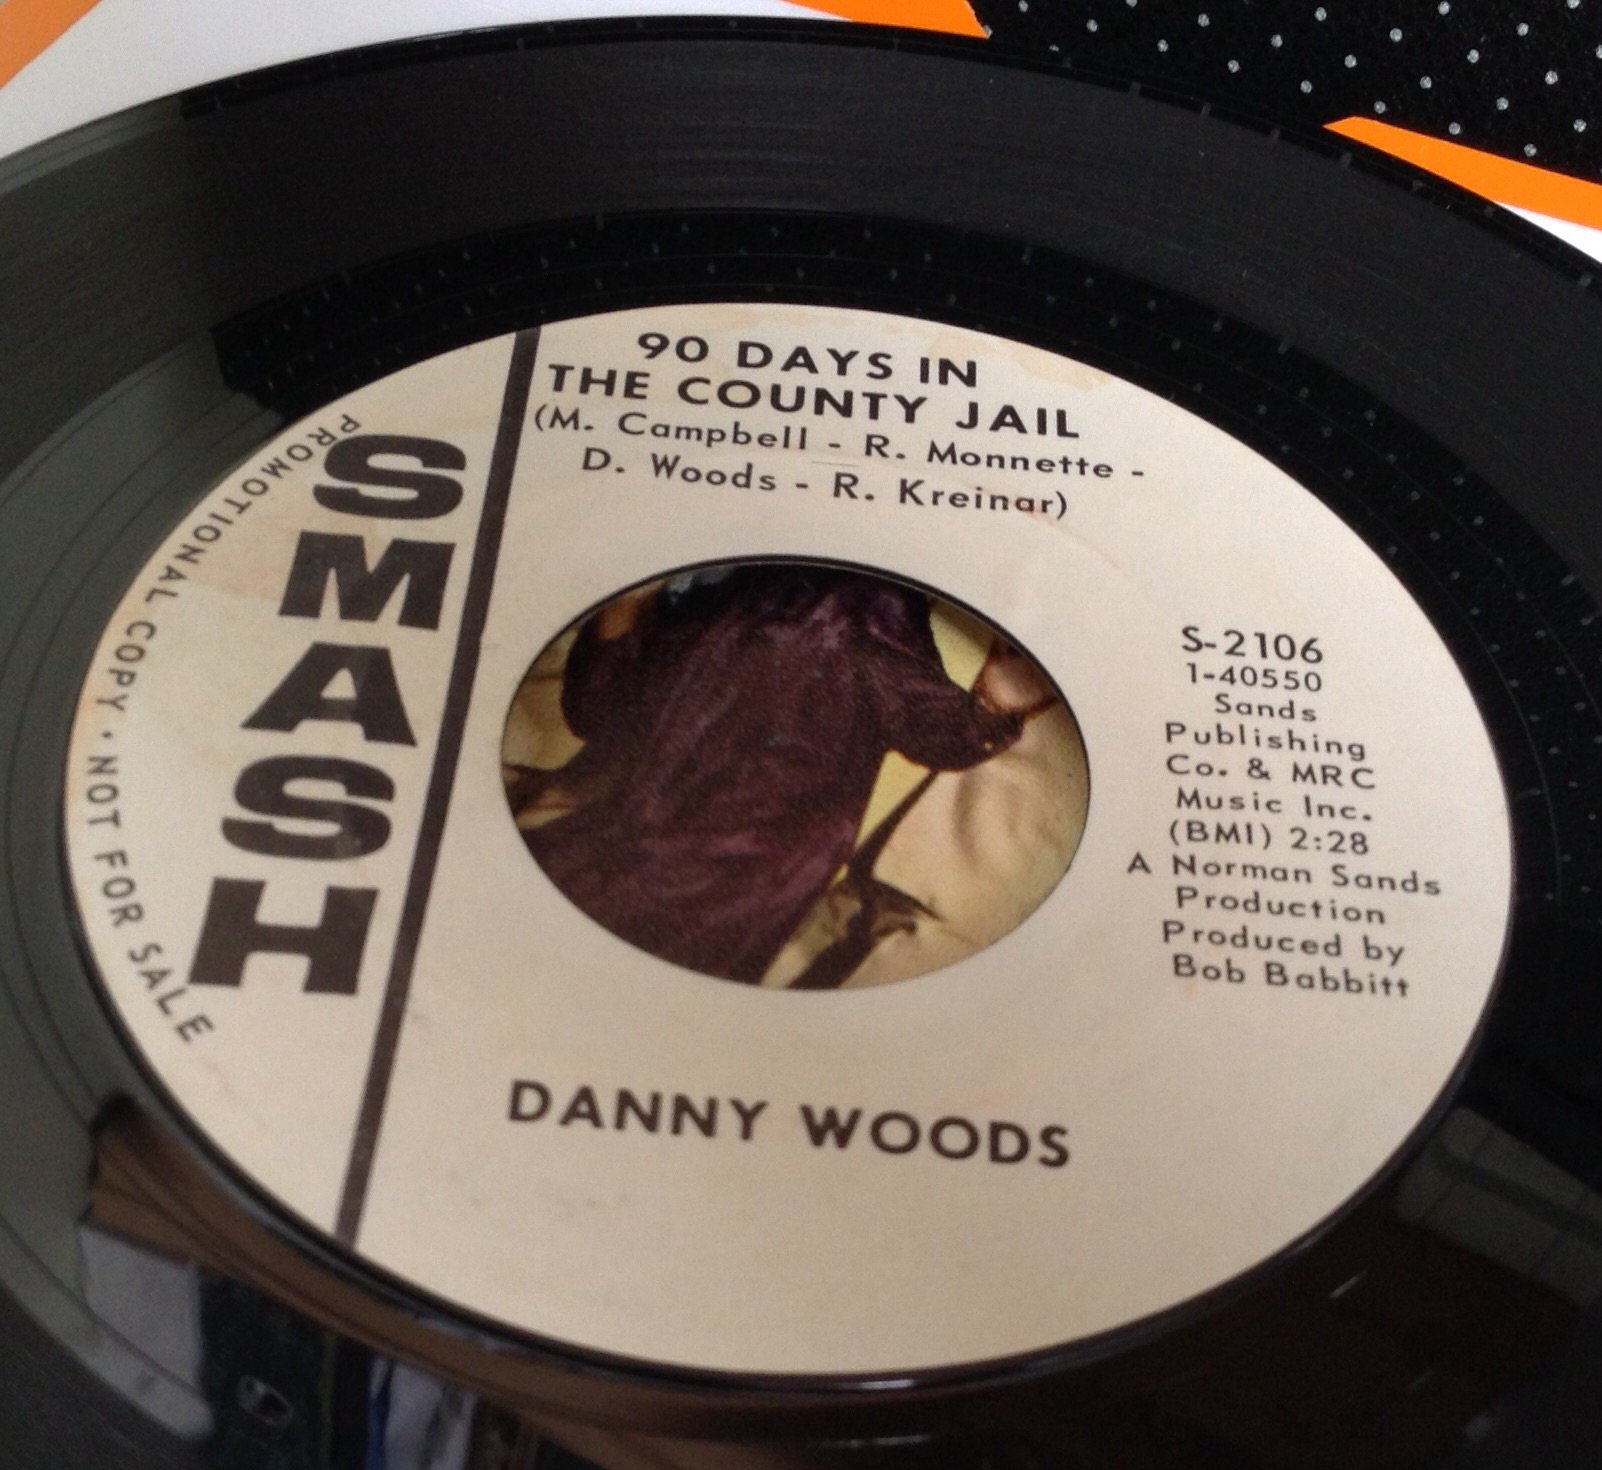 90 DAYS IN
THE COUNTY JAIL
(M. Campbell - R. Monnette -
D. Woods - R. Kreinar)
PROMOTIONAL COPY • NOT FOR SALE
SMASH
S-2106
1-40550
Sands
Publishing
Co. & MRC
Music Inc.
(BMI) 2:28
A Norman Sands
Production
Produced by
Bob Babbitt
DANNY WOODS